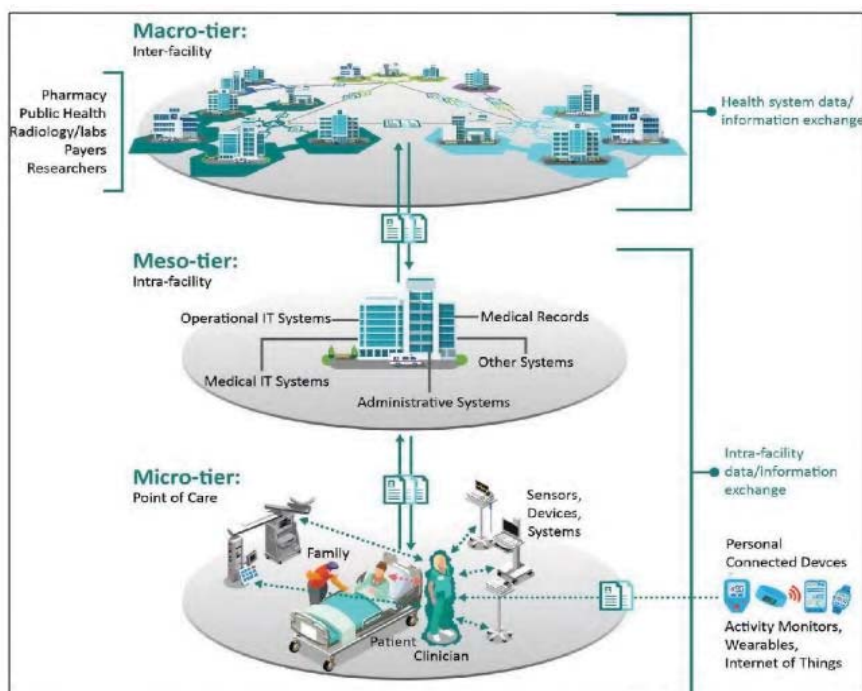 Macro-tier:
Inter-facility
Pharmacy
Public Health
Radiology/labs
Payers
Researchers
Health system data/
information exchange
Meso-tier:
Intra-facility
Operational IT Systems
Medical Records
Medical IT Systems
Other Systems
Administrative Systems
Micro-tier:
Point of Care
Intra-facility
data/information
exchange
Sensors,
Devices,
Systems
Family
Patient
Clinician
Personal
Connected Devces
Activity Monitors,
Wearables,
Internet of Things